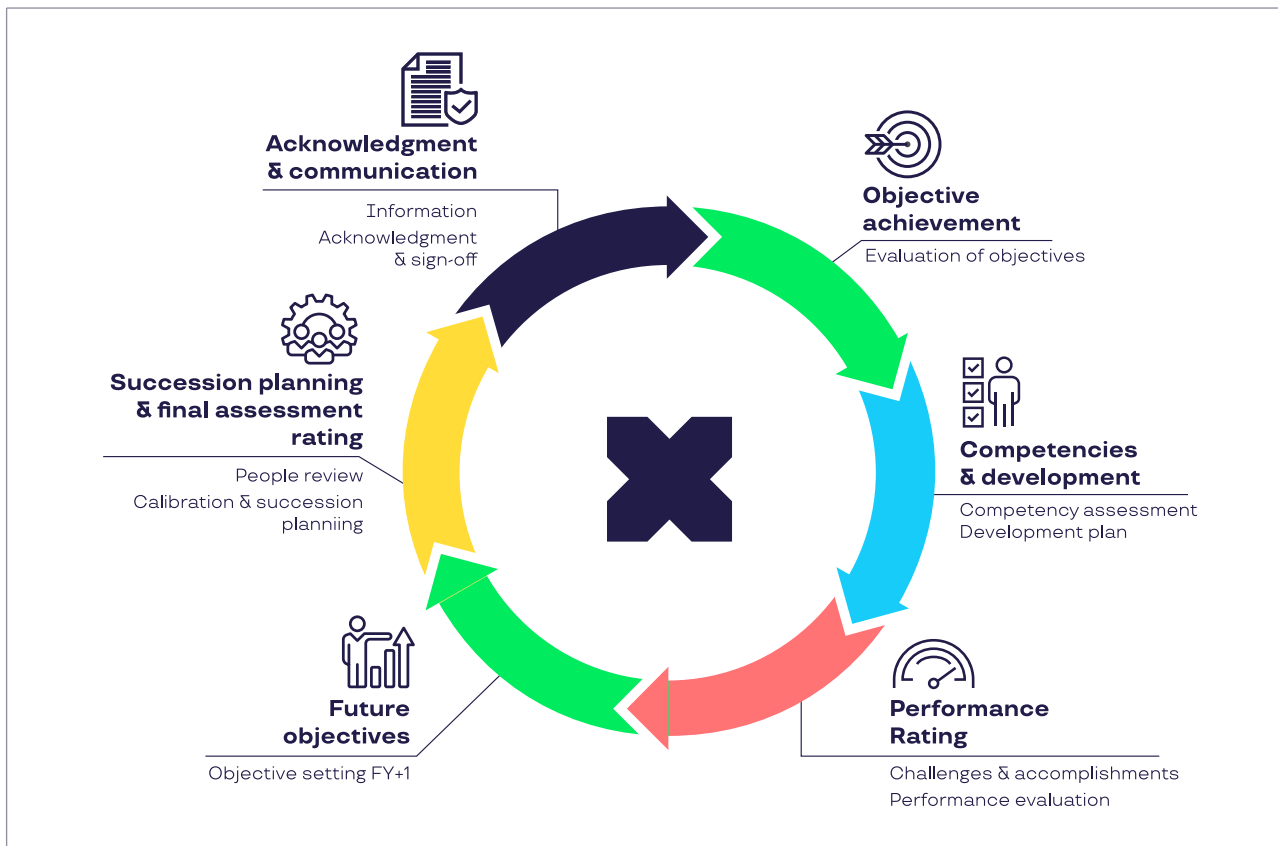 Acknowledgment
& communication
Information
Acknowledgment
& sign-off
Objective
achievement
Evaluation of objectives
Competencies
& development
Competency assessment
Development plan
Performance
Rating
Challenges & accomplishments
Performance evaluation
Future
objectives
Objective setting FY+1
Succession planning
& final assessment
rating
People review
Calibration & succession
planniing